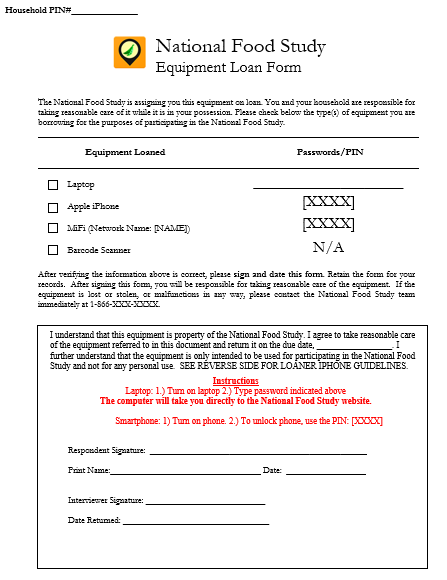 Household PIN#______________
National Food Study
Equipment Loan Form
The National Food Study is assigning you this equipment on loan. You and your household are responsible for
taking reasonable care of it while it is in your possession. Please check below the type(s) of equipment you are
borrowing for the purposes of participating in the National Food Study.
Equipment Loaned Passwords/PIN
Laptop ______________________________
Apple iPhone [XXXX]
MiFi (Network Name: [NAME]) [XXXX]
Barcode Scanner N/A
After verifying the information above is correct, please sign and date this form. Retain the form for your
records. After signing this form, you will be responsible for taking reasonable care of the equipment. If the
equipment is lost or stolen, or malfunctions in any way, please contact the National Food Study team
immediately at 1-866-XXX-XXXX.
I understand that this equipment is property of the National Food Study. I agree to take reasonable care
of the equipment referred to in this document and return it on the due date, _________________. I
further understand that the equipment is only intended to be used for participating in the National Food
Study and not for any personal use. SEE REVERSE SIDE FOR LOANER IPHONE GUIDELINES.
Instructions
Laptop: 1.) Turn on laptop 2.) Type password indicated above
The computer will take you directly to the National Food Study website.
Smartphone: 1) Turn on phone. 2.) To unlock phone, use the PIN: [XXXX]
Respondent Signature: ______________________________________________
Print Name:________________________________ Date: _________________
Interviewer Signature: _________________________
Date Returned: ______________________________